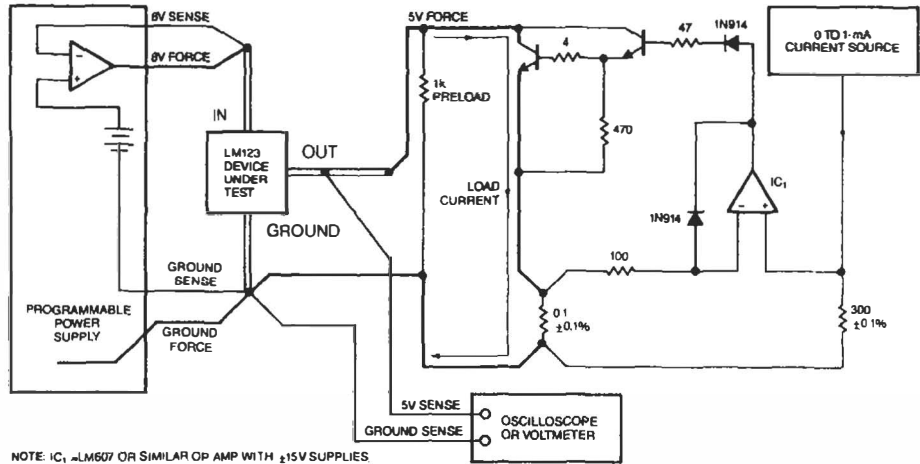 8V SENSE
8V FORCE
−
+
IN
LM123
DEVICE
UNDER
TEST
OUT
GROUND
GROUND
SENSE
PROGRAMMABLE
POWER
SUPPLY
GROUND
FORCE
5V FORCE
1k
PRELOAD
LOAD
CURRENT
4
470
47
1N914
1N914
IC1
−
+
0 TO 1-mA
CURRENT SOURCE
100
0.1
±0.1%
300
±0.1%
5V SENSE
GROUND SENSE
OSCILLOSCOPE
OR VOLTMETER
NOTE: IC1 =LM607 OR SIMILAR OP AMP WITH ±15V SUPPLIES